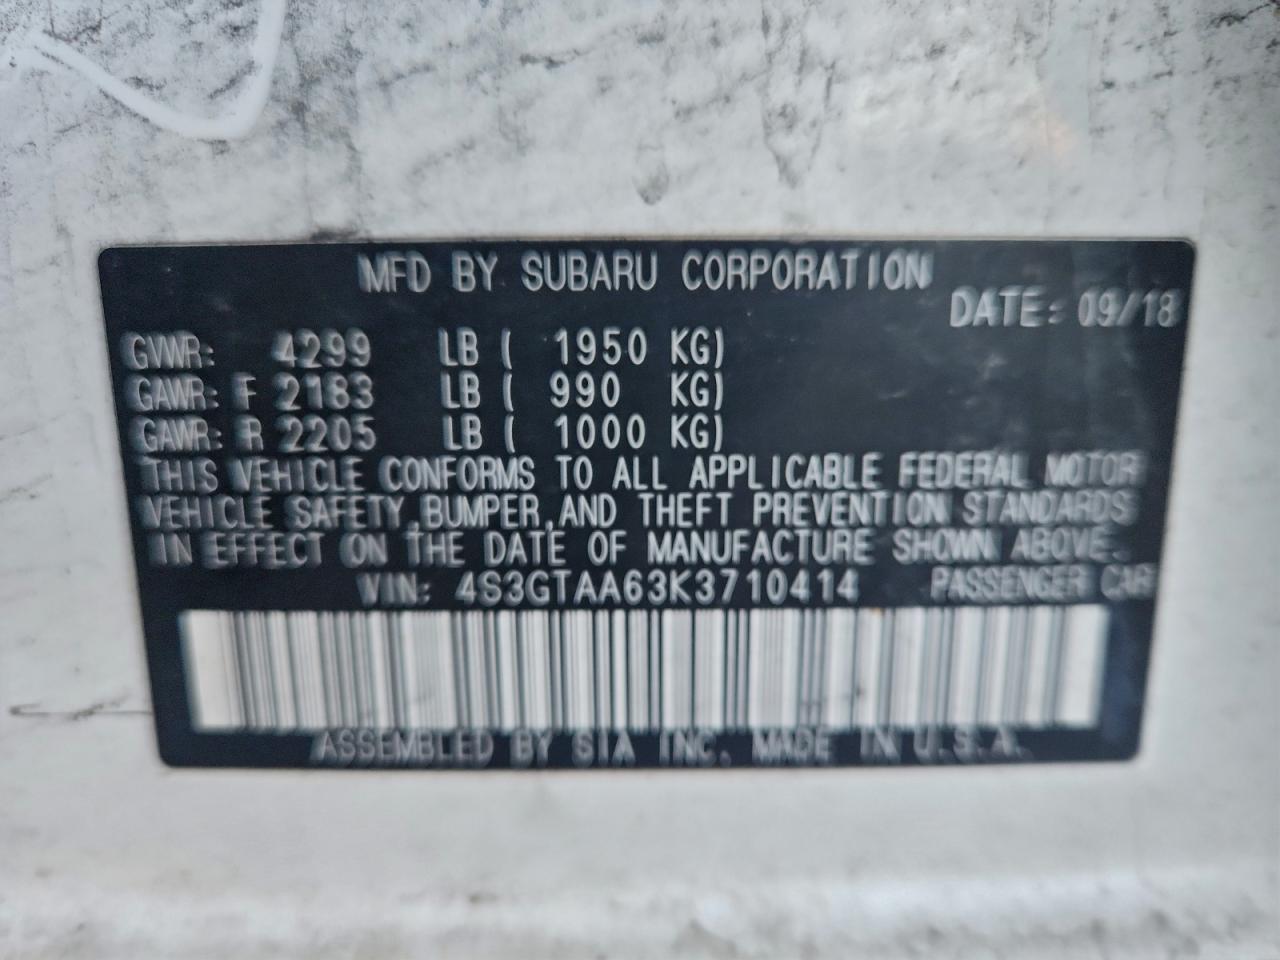 MFD BY SUBARU CORPORATION
DATE: 09/18
GVWR: 4299 LB ( 1950 KG)
GAWR: F 2183 LB ( 990 KG)
GAWR: R 2205 LB ( 1000 KG)
THIS VEHICLE CONFORMS TO ALL APPLICABLE FEDERAL MOTOR
VEHICLE SAFETY, BUMPER, AND THEFT PREVENTION STANDARDS
IN EFFECT ON THE DATE OF MANUFACTURE SHOWN ABOVE.
VIN: 4S3GTAA63K3710414 PASSENGER CAR
ASSEMBLED BY SIA INC. MADE IN U.S.A.